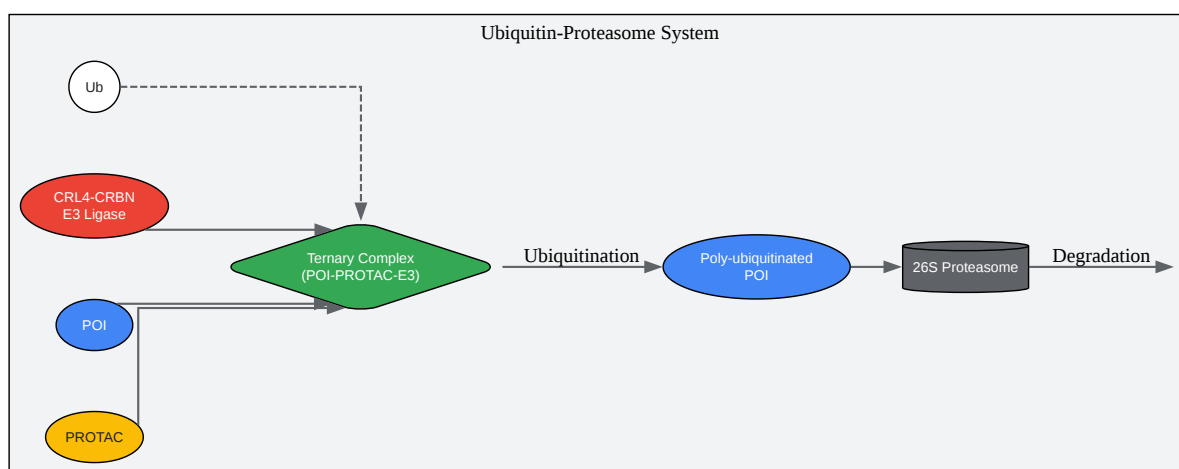 Ubiquitin-Proteasome System
Ub
CRL4-CRBN
E3 Ligase
Ternary Complex
(POI-PROTAC-E3)
Ubiquitination
Poly-ubiquitinated
POI
26S Proteasome
Degradation
POI
PROTAC